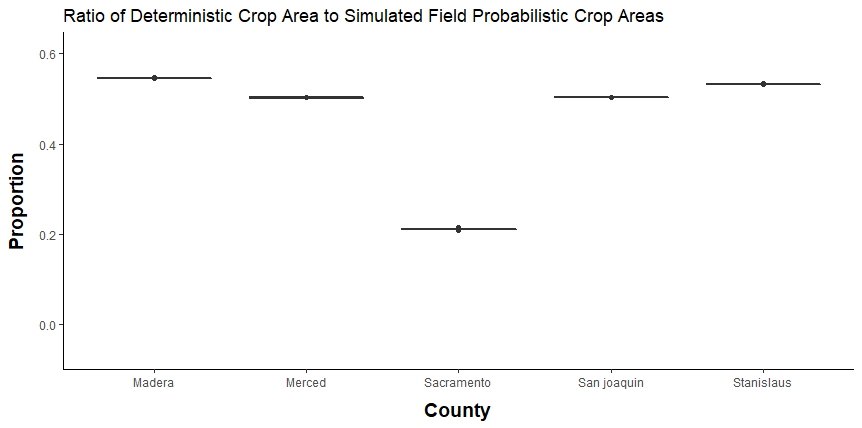 Ratio of Deterministic Crop Area to Simulated Field Probabilistic Crop Areas
0.6
0.4
0.2
0.0
Proportion
Madera Merced Sacramento San joaquin Stanislaus
County